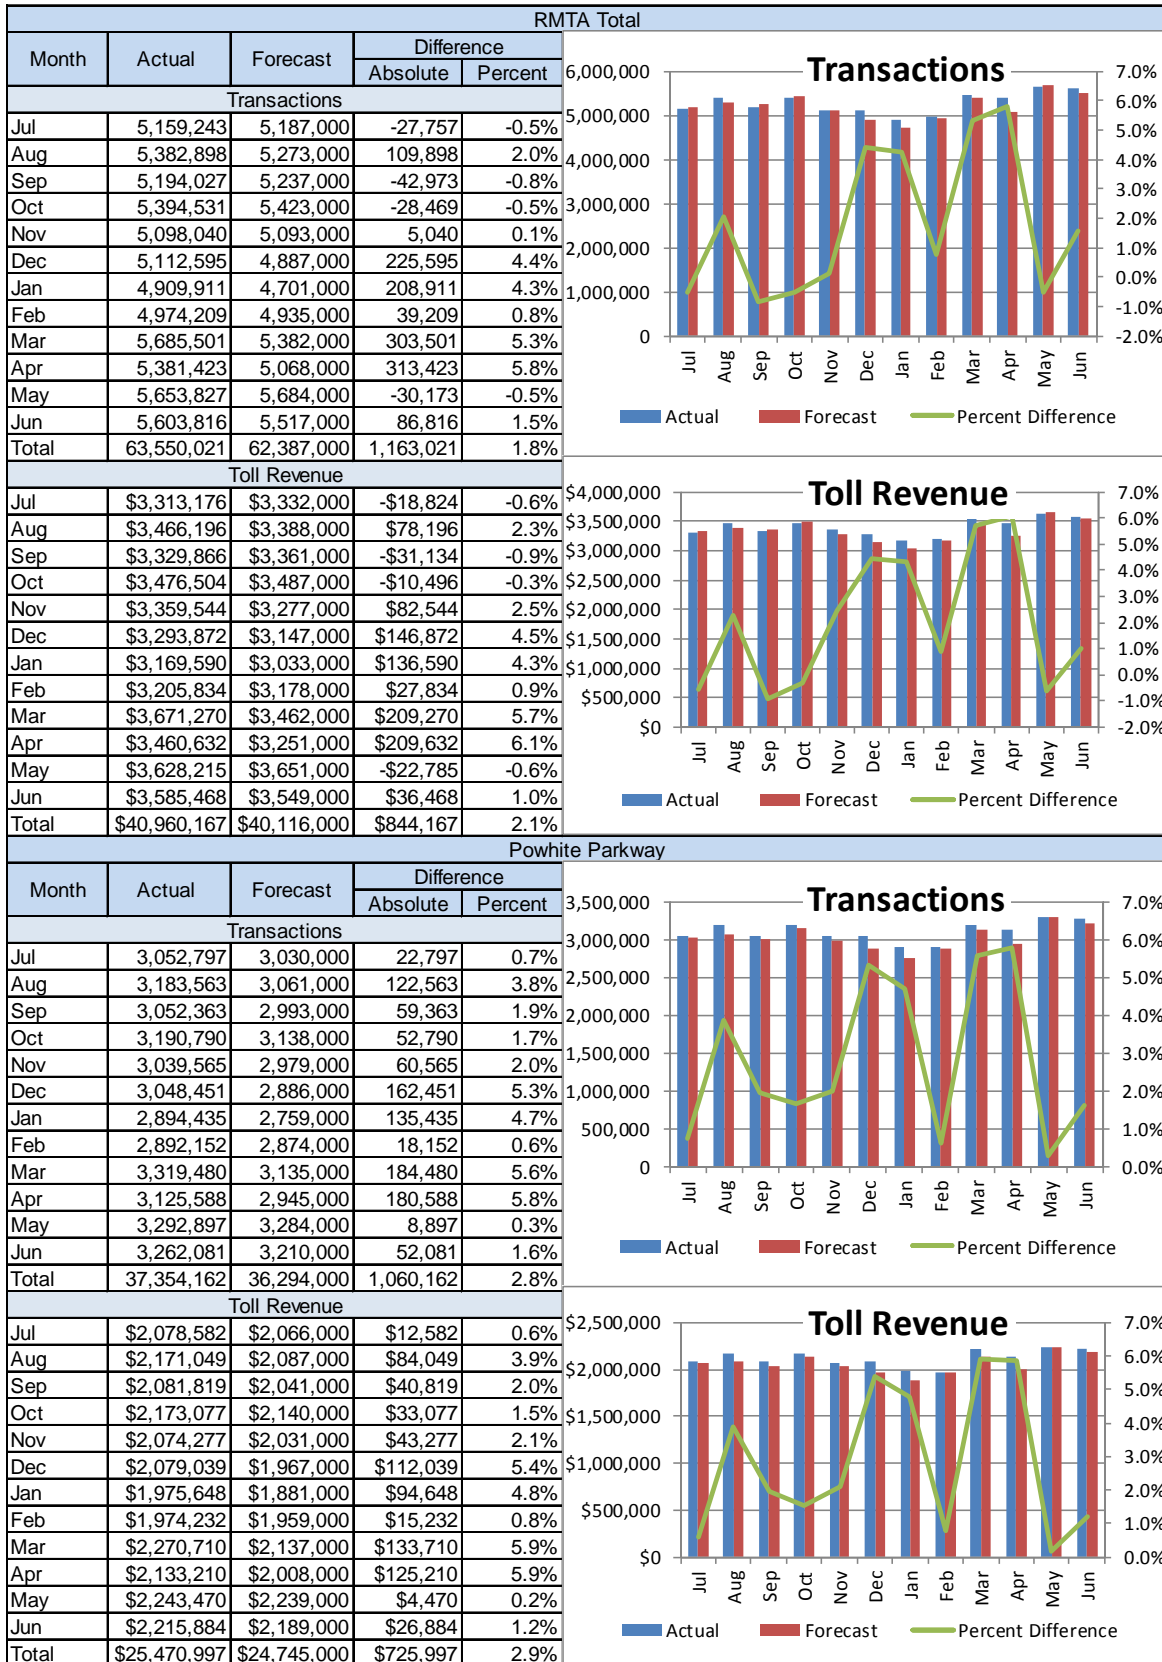 RMTA Total
Month Actual Forecast Difference
Absolute Percent
Transactions
Jul 5,159,243 5,187,000 -27,757 -0.5%
Aug 5,382,898 5,273,000 109,898 2.0%
Sep 5,194,027 5,237,000 -42,973 -0.8%
Oct 5,394,531 5,423,000 -28,469 -0.5%
Nov 5,098,040 5,093,000 5,040 0.1%
Dec 5,112,595 4,887,000 225,595 4.4%
Jan 4,909,911 4,701,000 208,911 4.3%
Feb 4,974,209 4,935,000 39,209 0.8%
Mar 5,685,501 5,382,000 303,501 5.3%
Apr 5,381,423 5,068,000 313,423 5.8%
May 5,653,827 5,684,000 -30,173 -0.5%
Jun 5,603,816 5,517,000 86,816 1.5%
Total 63,550,021 62,387,000 1,163,021 1.8%
Transactions
6,000,000 7.0%
5,000,000 6.0%
4,000,000 5.0%
3,000,000 4.0%
2,000,000 3.0%
1,000,000 2.0%
0 1.0%
0.0%
-1.0%
-2.0%
Jul Aug Sep Oct Nov Dec Jan Feb Mar Apr May Jun
Actual Forecast Percent Difference
Toll Revenue
Jul $3,313,176 $3,332,000 -$18,824 -0.6%
Aug $3,466,196 $3,388,000 $78,196 2.3%
Sep $3,329,866 $3,361,000 -$31,134 -0.9%
Oct $3,476,504 $3,487,000 -$10,496 -0.3%
Nov $3,359,544 $3,277,000 $82,544 2.5%
Dec $3,293,872 $3,147,000 $146,872 4.5%
Jan $3,169,590 $3,033,000 $136,590 4.3%
Feb $3,205,834 $3,178,000 $27,834 0.9%
Mar $3,671,270 $3,462,000 $209,270 5.7%
Apr $3,460,632 $3,251,000 $209,632 6.1%
May $3,628,215 $3,651,000 -$22,785 -0.6%
Jun $3,585,468 $3,549,000 $36,468 1.0%
Total $40,960,167 $40,116,000 $844,167 2.1%
Toll Revenue
$4,000,000 7.0%
$3,500,000 6.0%
$3,000,000 5.0%
$2,500,000 4.0%
$2,000,000 3.0%
$1,500,000 2.0%
$1,000,000 1.0%
$500,000 0.0%
$0 -1.0%
-2.0%
Jul Aug Sep Oct Nov Dec Jan Feb Mar Apr May Jun
Actual Forecast Percent Difference
Powhite Parkway
Month Actual Forecast Difference
Absolute Percent
Transactions
Jul 3,052,797 3,030,000 22,797 0.7%
Aug 3,183,563 3,061,000 122,563 3.8%
Sep 3,052,363 2,993,000 59,363 1.9%
Oct 3,190,790 3,138,000 52,790 1.7%
Nov 3,039,565 2,979,000 60,565 2.0%
Dec 3,048,451 2,886,000 162,451 5.3%
Jan 2,894,435 2,759,000 135,435 4.7%
Feb 2,892,152 2,874,000 18,152 0.6%
Mar 3,319,480 3,135,000 184,480 5.6%
Apr 3,125,588 2,945,000 180,588 5.8%
May 3,292,897 3,284,000 8,897 0.3%
Jun 3,262,081 3,210,000 52,081 1.6%
Total 37,354,162 36,294,000 1,060,162 2.8%
Transactions
3,500,000 7.0%
3,000,000 6.0%
2,500,000 5.0%
2,000,000 4.0%
1,500,000 3.0%
1,000,000 2.0%
500,000 1.0%
0 0.0%
Jul Aug Sep Oct Nov Dec Jan Feb Mar Apr May Jun
Actual Forecast Percent Difference
Toll Revenue
Jul $2,078,582 $2,066,000 $12,582 0.6%
Aug $2,171,049 $2,087,000 $84,049 3.9%
Sep $2,081,819 $2,041,000 $40,819 2.0%
Oct $2,173,077 $2,140,000 $33,077 1.5%
Nov $2,074,277 $2,031,000 $43,277 2.1%
Dec $2,079,039 $1,967,000 $112,039 5.4%
Jan $1,975,648 $1,881,000 $94,648 4.8%
Feb $1,974,232 $1,959,000 $15,232 0.8%
Mar $2,270,710 $2,137,000 $133,710 5.9%
Apr $2,133,210 $2,008,000 $125,210 5.9%
May $2,243,470 $2,239,000 $4,470 0.2%
Jun $2,215,884 $2,189,000 $26,884 1.2%
Total $25,470,997 $24,745,000 $725,997 2.9%
Toll Revenue
$2,500,000 7.0%
$2,000,000 6.0%
$1,500,000 5.0%
$1,000,000 4.0%
$500,000 3.0%
$0 2.0%
1.0%
0.0%
Jul Aug Sep Oct Nov Dec Jan Feb Mar Apr May Jun
Actual Forecast Percent Difference